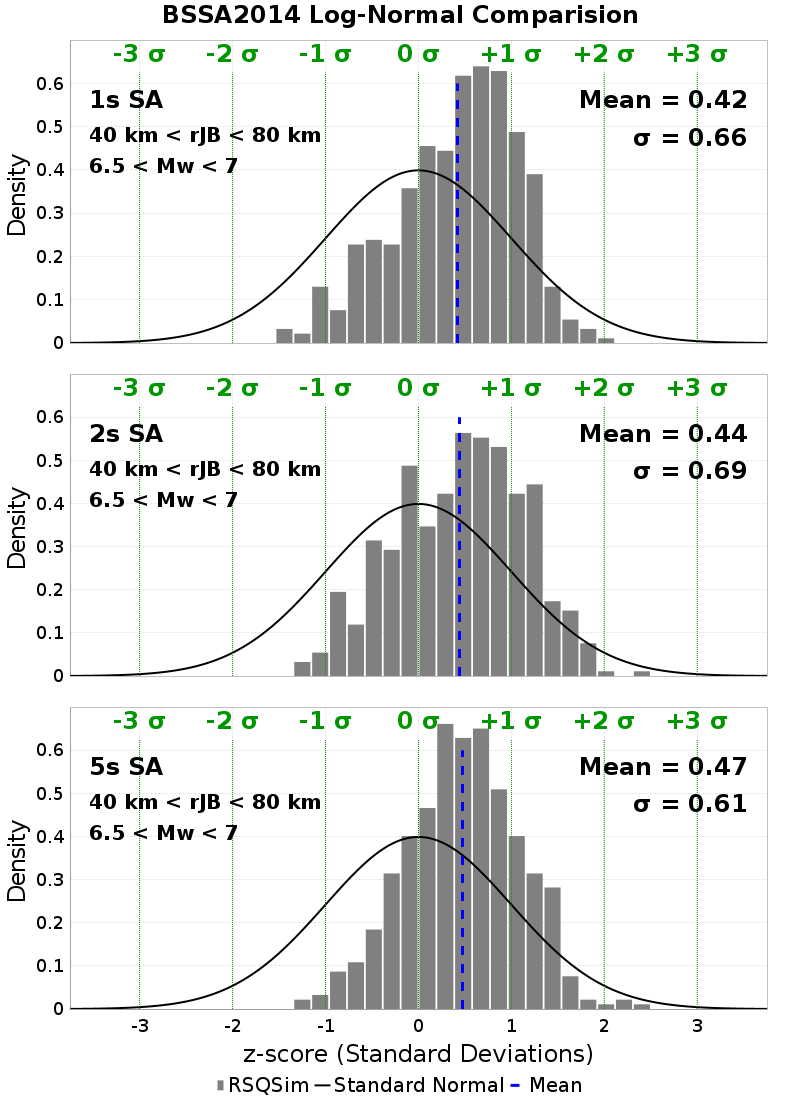 BSSA2014 Log-Normal Comparision
-3 σ -2 σ -1 σ 0 σ +1 σ +2 σ +3 σ
1s SA
40 km < rJB < 80 km
6.5 < Mw < 7
Mean = 0.42
σ = 0.66
Density
0.6
0.5
0.4
0.3
0.2
0.1
0
-3 σ -2 σ -1 σ 0 σ +1 σ +2 σ +3 σ
2s SA
40 km < rJB < 80 km
6.5 < Mw < 7
Mean = 0.44
σ = 0.69
Density
0.6
0.5
0.4
0.3
0.2
0.1
0
-3 σ -2 σ -1 σ 0 σ +1 σ +2 σ +3 σ
5s SA
40 km < rJB < 80 km
6.5 < Mw < 7
Mean = 0.47
σ = 0.61
Density
0.6
0.5
0.4
0.3
0.2
0.1
0
-3 -2 -1 0 1 2 3
z-score (Standard Deviations)
RSQSim Standard Normal Mean